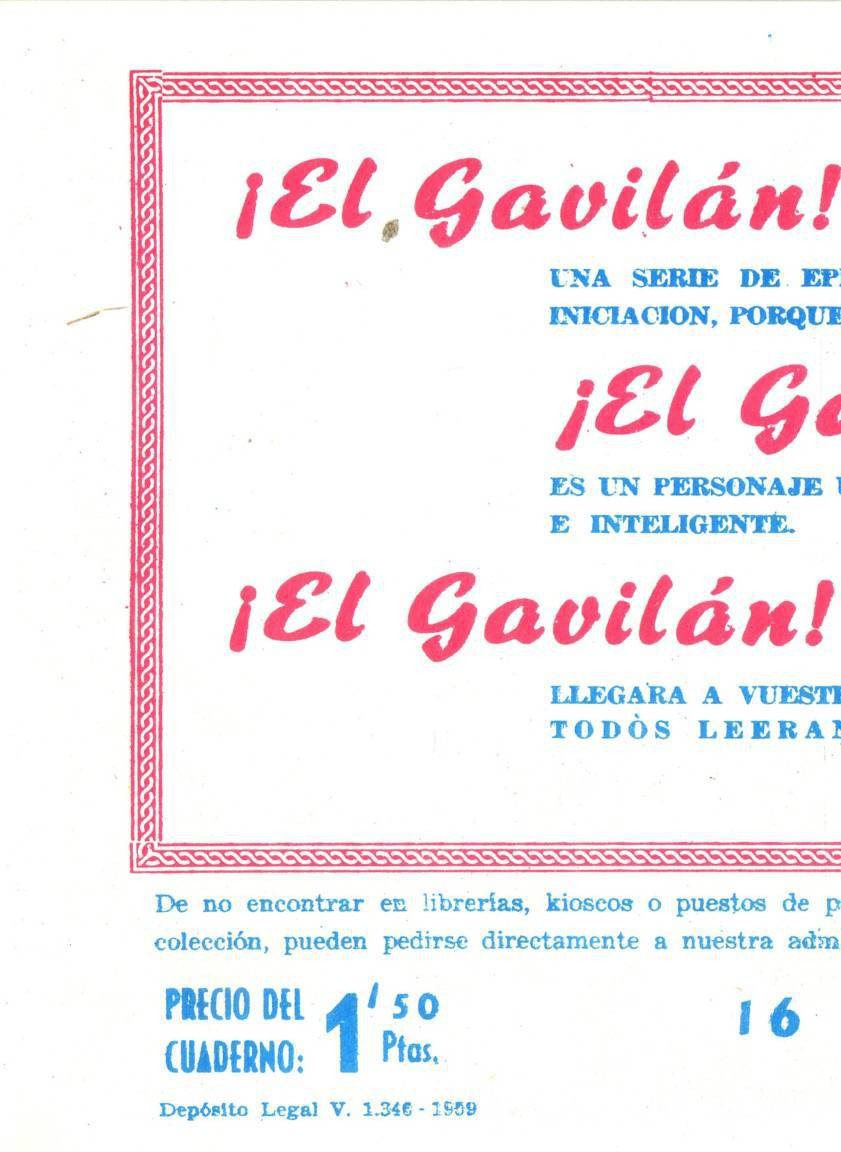 ¡El Gavilán!
UNA SERIE DE
INICIACION, PORQUE
¡El
ES UN PERSONAJE
E INTELIGENTE.
¡El Gavilán!
LLEGARA A
TODÒS
De no encontrar en librerías, kioscos o puestos de
colección, pueden pedirse directamente a nuestra
PRECIO DEL CUADERNO: 1'50 Ptas.
16
Depósito Legal V. 1.346 - 1959